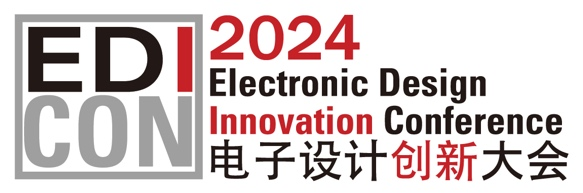 EDI
CON
2024
Electronic Design
Innovation Conference
电子设计创新大会